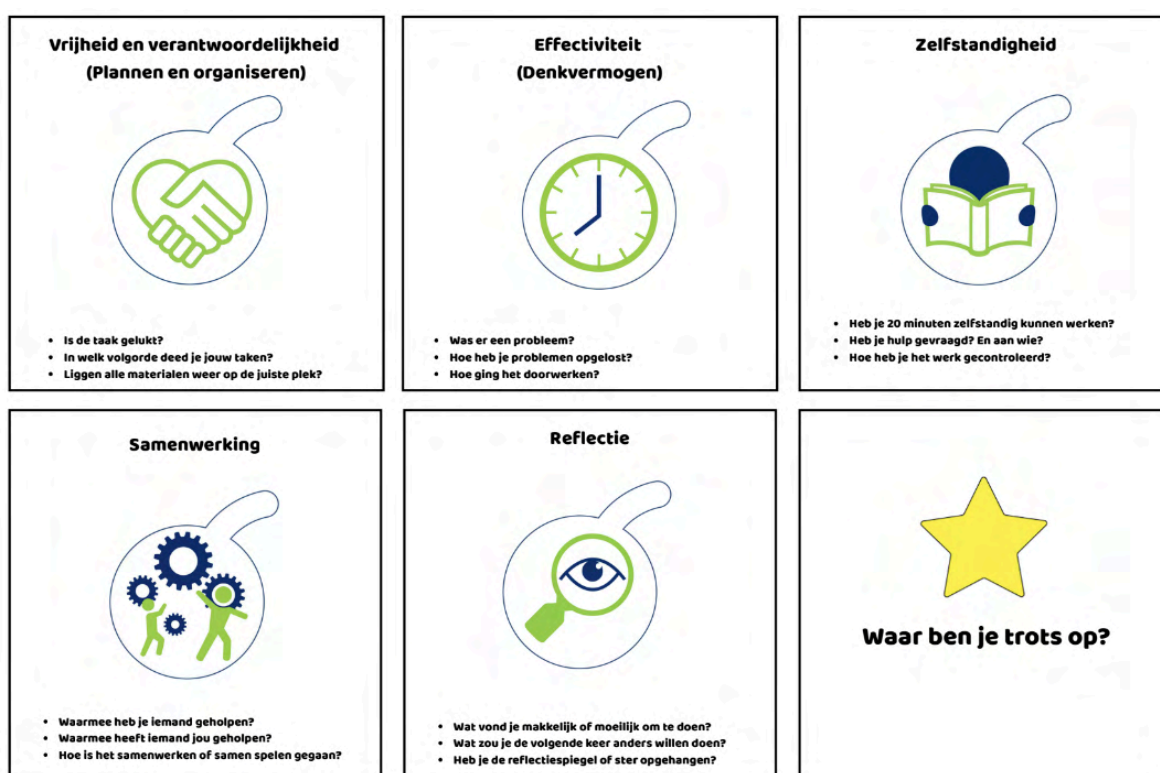 Vrijheid en verantwoordelijkheid
(Plannen en organiseren)
• Is de taak gelukt?
• In welk volgorde deed je jouw taken?
• Liggen alle materialen weer op de juiste plek?
Effectiviteit
(Denkvermogen)
• Was er een probleem?
• Hoe heb je problemen opgelost?
• Hoe ging het doorwerken?
Zelfstandigheid
• Heb je 20 minuten zelfstandig kunnen werken?
• Heb je hulp gevraagd? En aan wie?
• Hoe heb je het werk gecontroleerd?
Samenwerking
• Waarmee heb je iemand geholpen?
• Waarmee heeft iemand jou geholpen?
• Hoe is het samenwerken of samen spelen gegaan?
Reflectie
• Wat vond je makkelijk of moeilijk om te doen?
• Wat zou je de volgende keer anders willen doen?
• Heb je de reflectiespiegel of ster opgehangen?
Waar ben je trots op?